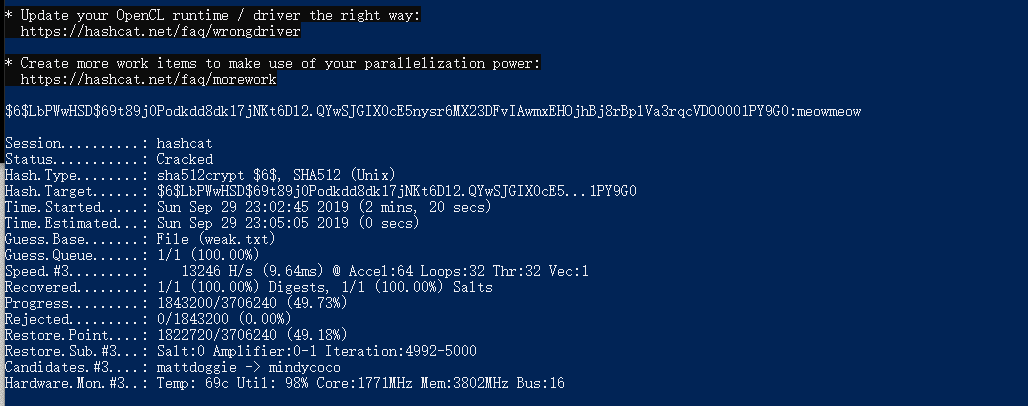 * Update your OpenCL runtime / driver the right way:
https://hashcat.net/faq/wrongdriver
* Create more work items to make use of your parallelization power:
https://hashcat.net/faq/morework
$6$LbPWwHSD$69t89j0Podkdd8dk17jNKt6D12.QYwSJGIX0cE5nysr6MX23DFvIAwmxEHOjhBj8rBp1Va3rqcVDO0001PY9G0:meowmeow
Session..........: hashcat
Status...........: Cracked
Hash.Type........: sha512crypt $6$, SHA512 (Unix)
Hash.Target......: $6$LbPWwHSD$69t89j0Podkdd8dk17jNKt6D12.QYwSJGIX0cE5...1PY9G0
Time.Started.....: Sun Sep 29 23:02:45 2019 (2 mins, 20 secs)
Time.Estimated...: Sun Sep 29 23:05:05 2019 (0 secs)
Guess.Base.......: File (weak.txt)
Guess.Queue......: 1/1 (100.00%)
Speed.#3.........:    13246 H/s (9.64ms) @ Accel:64 Loops:32 Thr:32 Vec:1
Recovered........: 1/1 (100.00%) Digests, 1/1 (100.00%) Salts
Progress.........: 1843200/3706240 (49.73%)
Rejected.........: 0/1843200 (0.00%)
Restore.Point....: 1822720/3706240 (49.18%)
Restore.Sub.#3...: Salt:0 Amplifier:0-1 Iteration:4992-5000
Candidates.#3....: mattdoggie -> mindycoco
Hardware.Mon.#3..: Temp: 69c Util: 98% Core:1771MHz Mem:3802MHz Bus:16